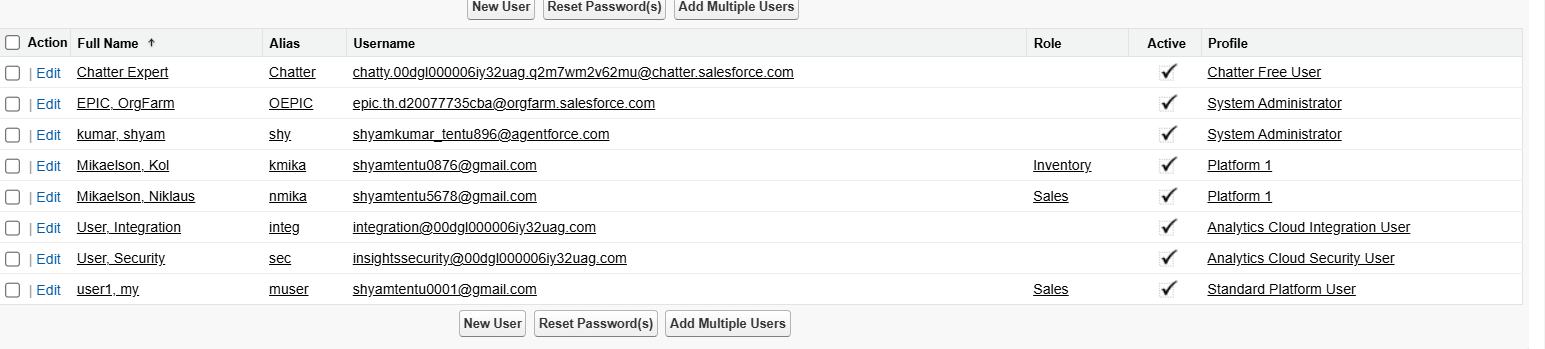 New User Reset Password(s) Add Multiple Users
Action Full Name ↑ Alias Username Role Active Profile
| Edit Chatter Expert Chatter chatty.00dgl000006iy32uag.q2m7wm2v62mu@chatter.salesforce.com Chatter Free User
| Edit EPIC, OrgFarm OEPIC epic.th.d20077735cba@orgfarm.salesforce.com System Administrator
| Edit kumar, shyam shy shyamkumar_tentu896@agentforce.com System Administrator
| Edit Mikaelson, Kol kmika shyamtentu0876@gmail.com Inventory Platform 1
| Edit Mikaelson, Niklaus nmika shyamtentu5678@gmail.com Sales Platform 1
| Edit User, Integration integ integration@00dgl000006iy32uag.com Analytics Cloud Integration User
| Edit User, Security sec insightssecurity@00dgl000006iy32uag.com Analytics Cloud Security User
| Edit user1, my muser shyamtentu0001@gmail.com Sales Standard Platform User
New User Reset Password(s) Add Multiple Users